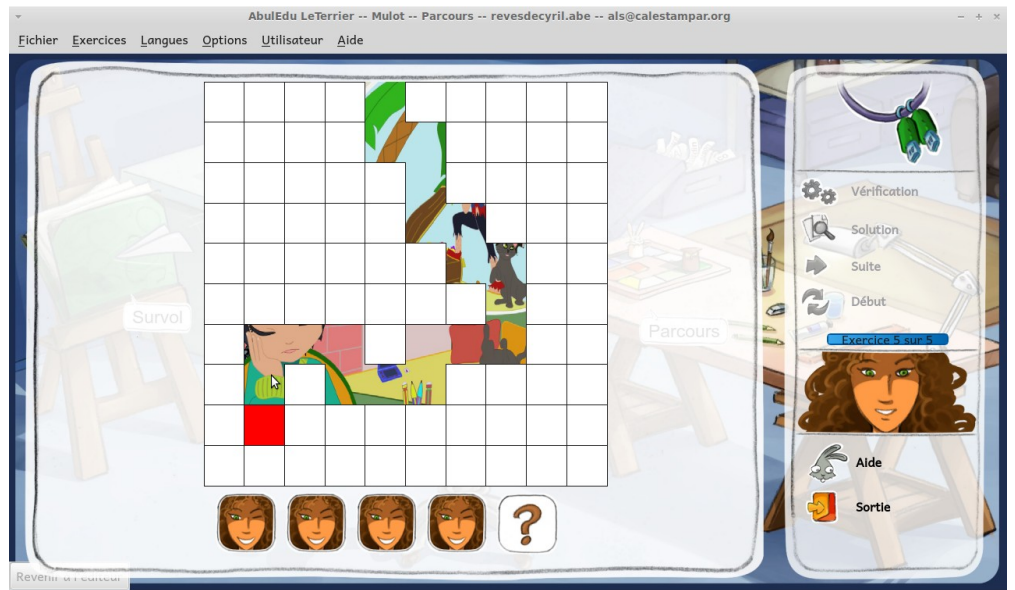 AbulEdu LeTerrier -- Mulot -- Parcours -- revesdecyril.abe -- als@calestampar.org
Fichier Exercices Langues Options Utilisateur Aide
Vérification
Solution
Suite
Début
Survol
Parcours
Exercice 5 sur 5
Aide
Sortie
?
Revenir à l'éditeur